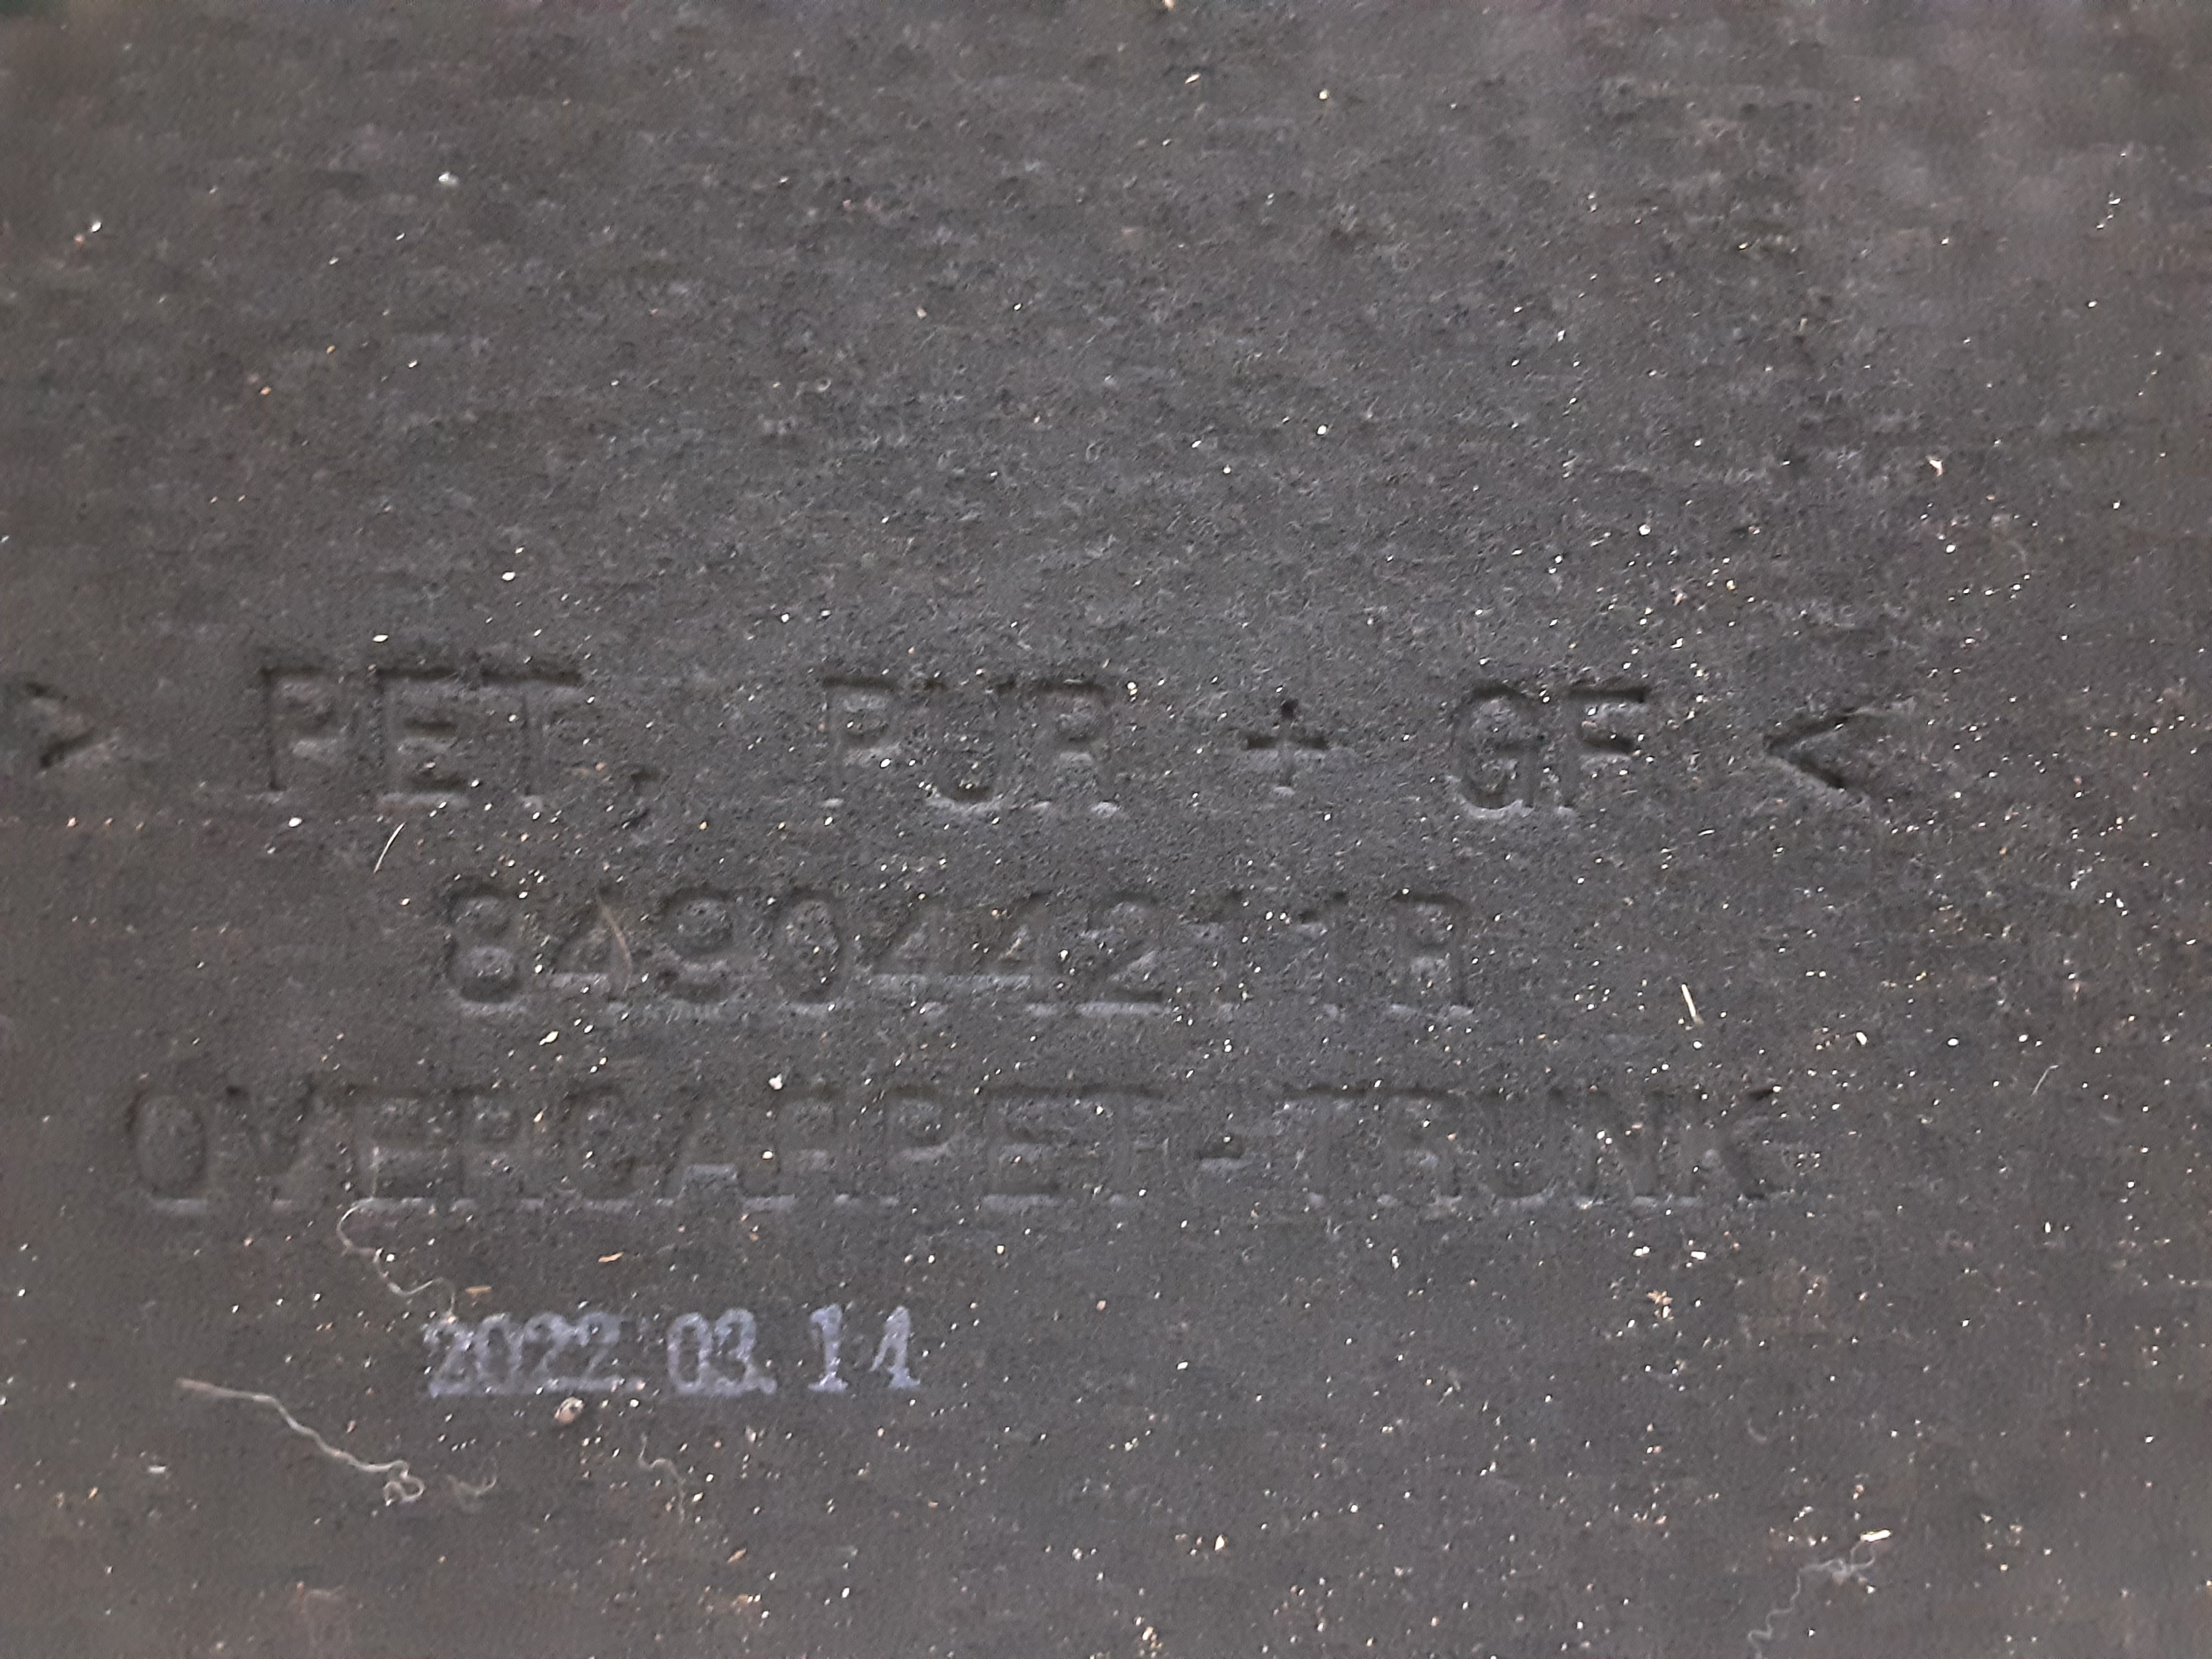 > PET, PUR + GF <
849044211R
OVERCARPET-TRUNK
2022.03.14